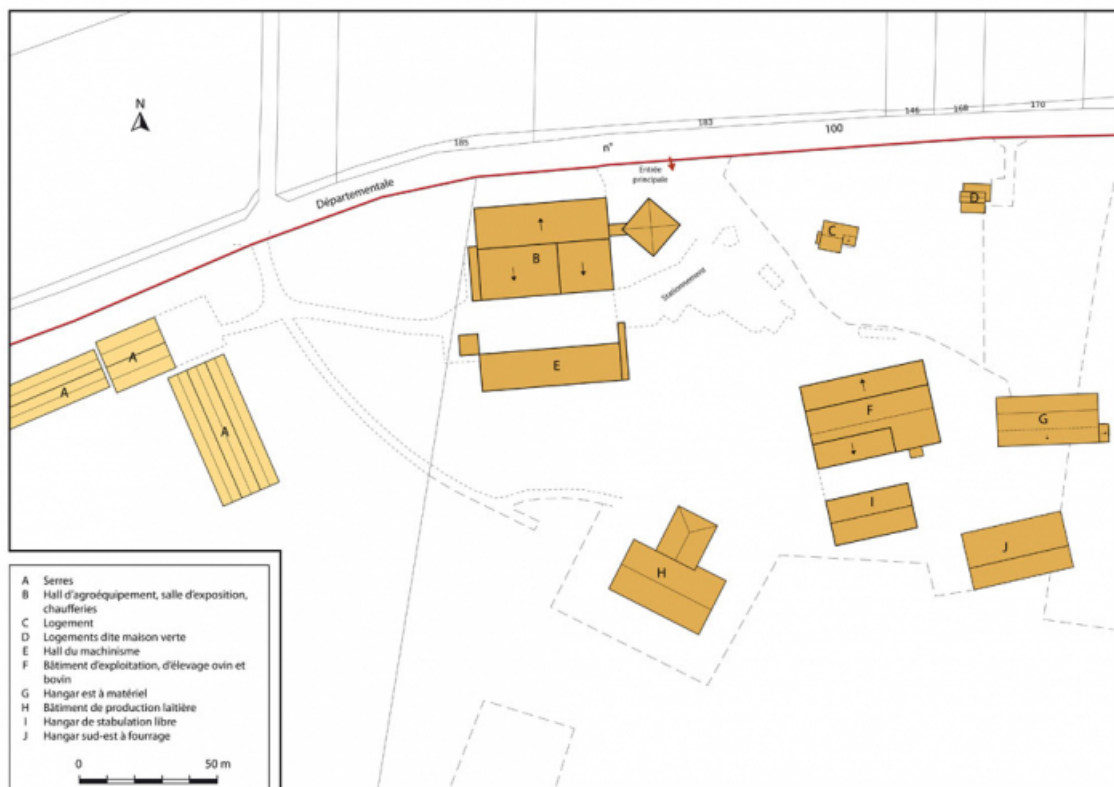 N
185
183
146
168
170
n°
100
Départementale
Entrée
principale
D
C
B
Stationnement
A
A
A
E
F
G
I
J
H
A Serres
B Hall d'agroéquipement, salle d'exposition,
chaufferies
C Logement
D Logements dite maison verte
E Hall du machinisme
F Bâtiment d'exploitation, d'élevage ovin et
bovin
G Hangar est à matériel
H Bâtiment de production laitière
I Hangar de stabulation libre
J Hangar sud-est à fourrage
0 50 m